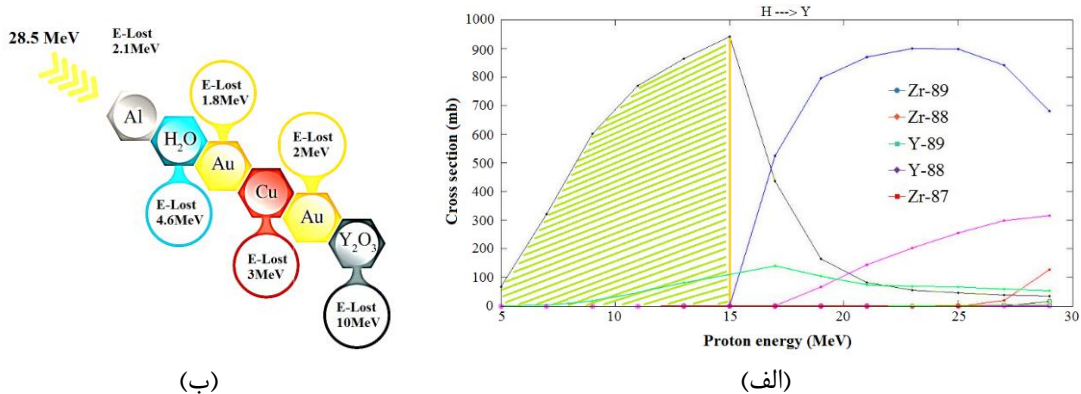 28.5 MeV
E-Lost
2.1MeV
Al
H₂O
E-Lost
4.6MeV
E-Lost
1.8MeV
Au
Cu
E-Lost
3MeV
E-Lost
2MeV
Au
Y₂O₃
E-Lost
10MeV
(ب)
H ---> Y
Cross section (mb)
1000
900
800
700
600
500
400
300
200
100
0
5
10
15
20
25
30
Proton energy (MeV)
Zr-89
Zr-88
Y-89
Y-88
Zr-87
(الف)